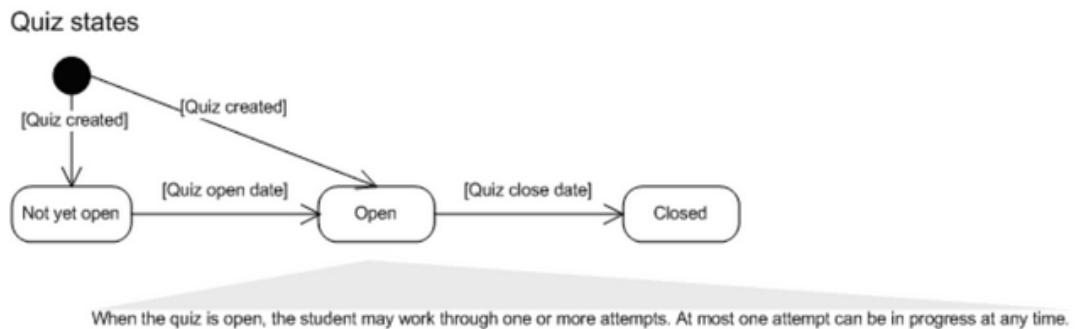 Quiz states
[Quiz created]
[Quiz created]
[Quiz open date]
[Quiz close date]
Not yet open
Open
Closed
When the quiz is open, the student may work through one or more attempts. At most one attempt can be in progress at any time.